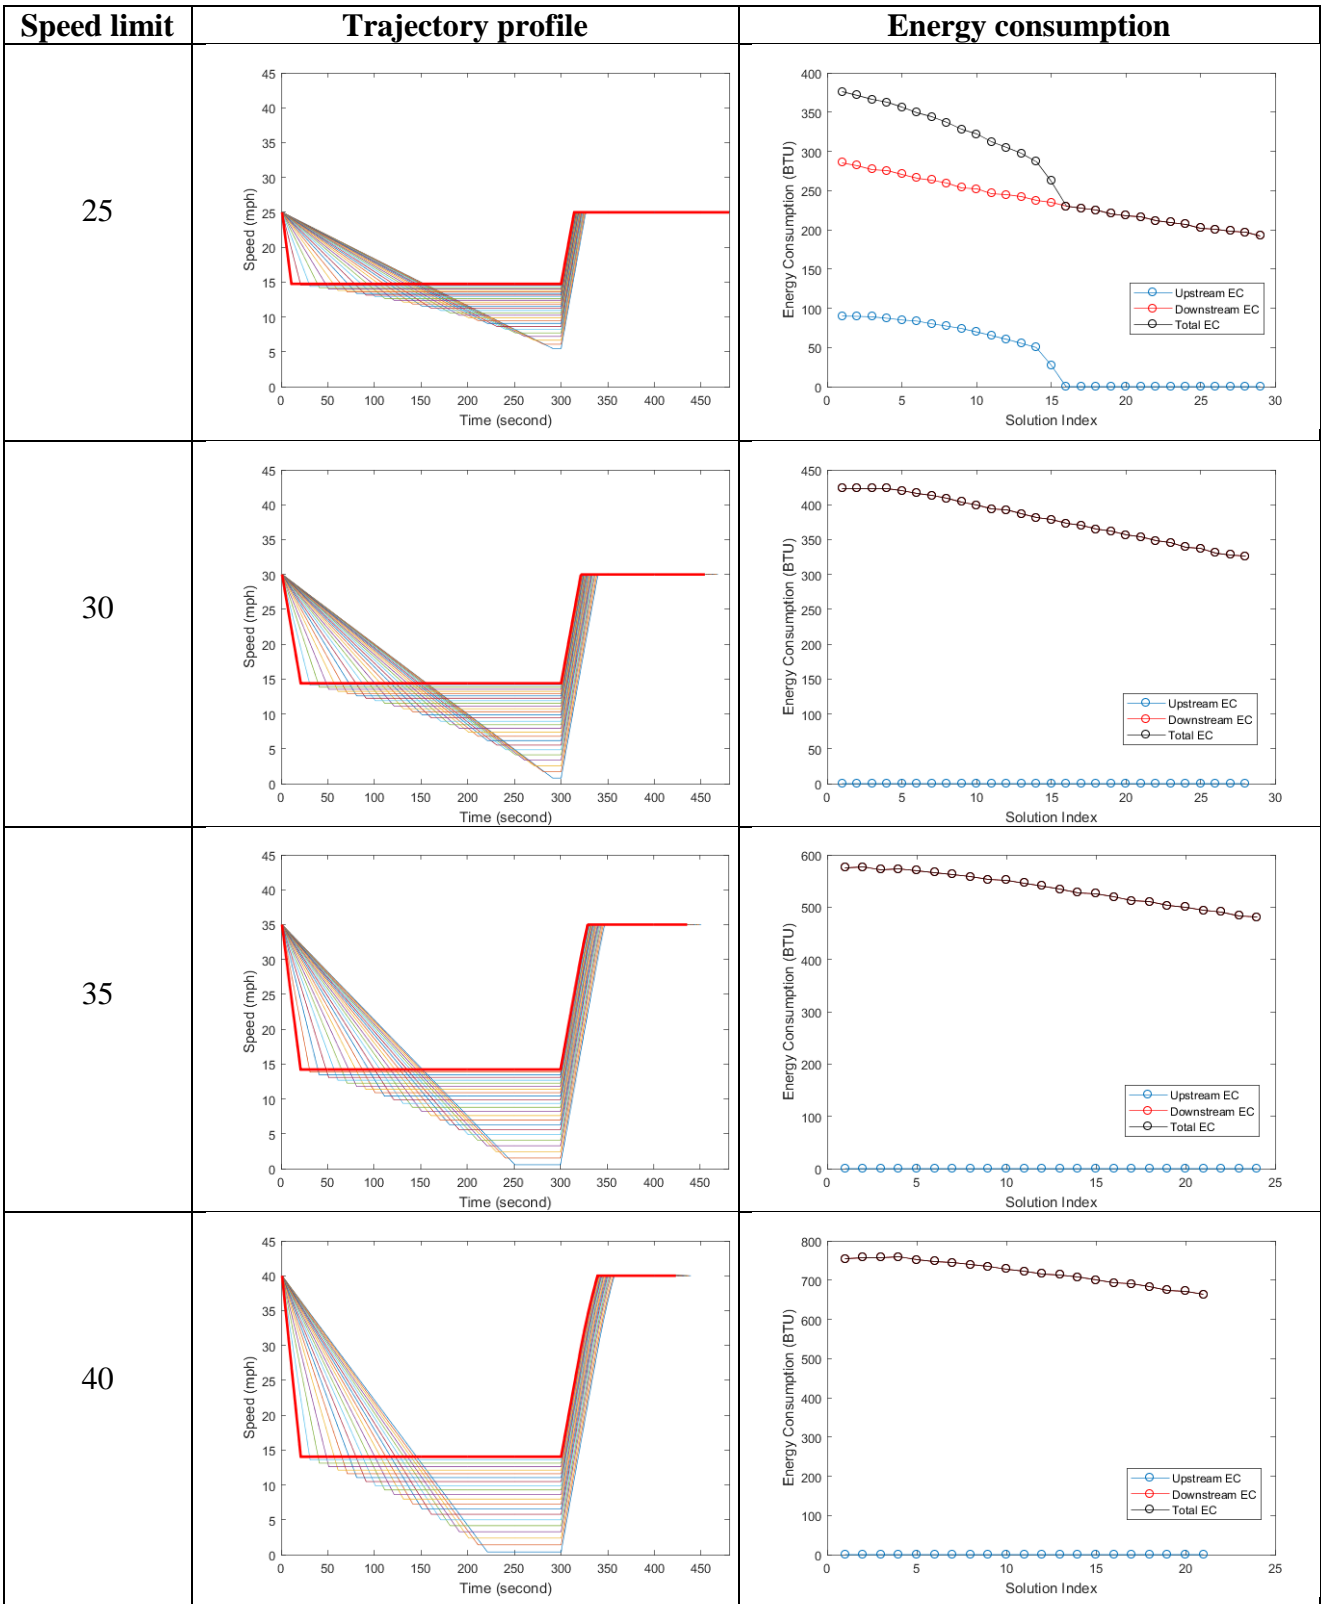 Speed limit Trajectory profile Energy consumption
25
45
40
35
30
25
20
15
10
5
0
Speed (mph)
0 50 100 150 200 250 300 350 400 450
Time (second)
400
350
300
250
200
150
100
50
0
Energy Consumption (BTU)
Upstream EC
Downstream EC
Total EC
0 5 10 15 20 25 30
Solution Index
30
45
40
35
30
25
20
15
10
5
0
Speed (mph)
0 50 100 150 200 250 300 350 400 450
Time (second)
450
400
350
300
250
200
150
100
50
0
Energy Consumption (BTU)
Upstream EC
Downstream EC
Total EC
0 5 10 15 20 25 30
Solution Index
35
45
40
35
30
25
20
15
10
5
0
Speed (mph)
0 50 100 150 200 250 300 350 400 450
Time (second)
600
500
400
300
200
100
0
Energy Consumption (BTU)
Upstream EC
Downstream EC
Total EC
0 5 10 15 20 25
Solution Index
40
45
40
35
30
25
20
15
10
5
0
Speed (mph)
0 50 100 150 200 250 300 350 400 450
Time (second)
800
700
600
500
400
300
200
100
0
Energy Consumption (BTU)
Upstream EC
Downstream EC
Total EC
0 5 10 15 20 25
Solution Index